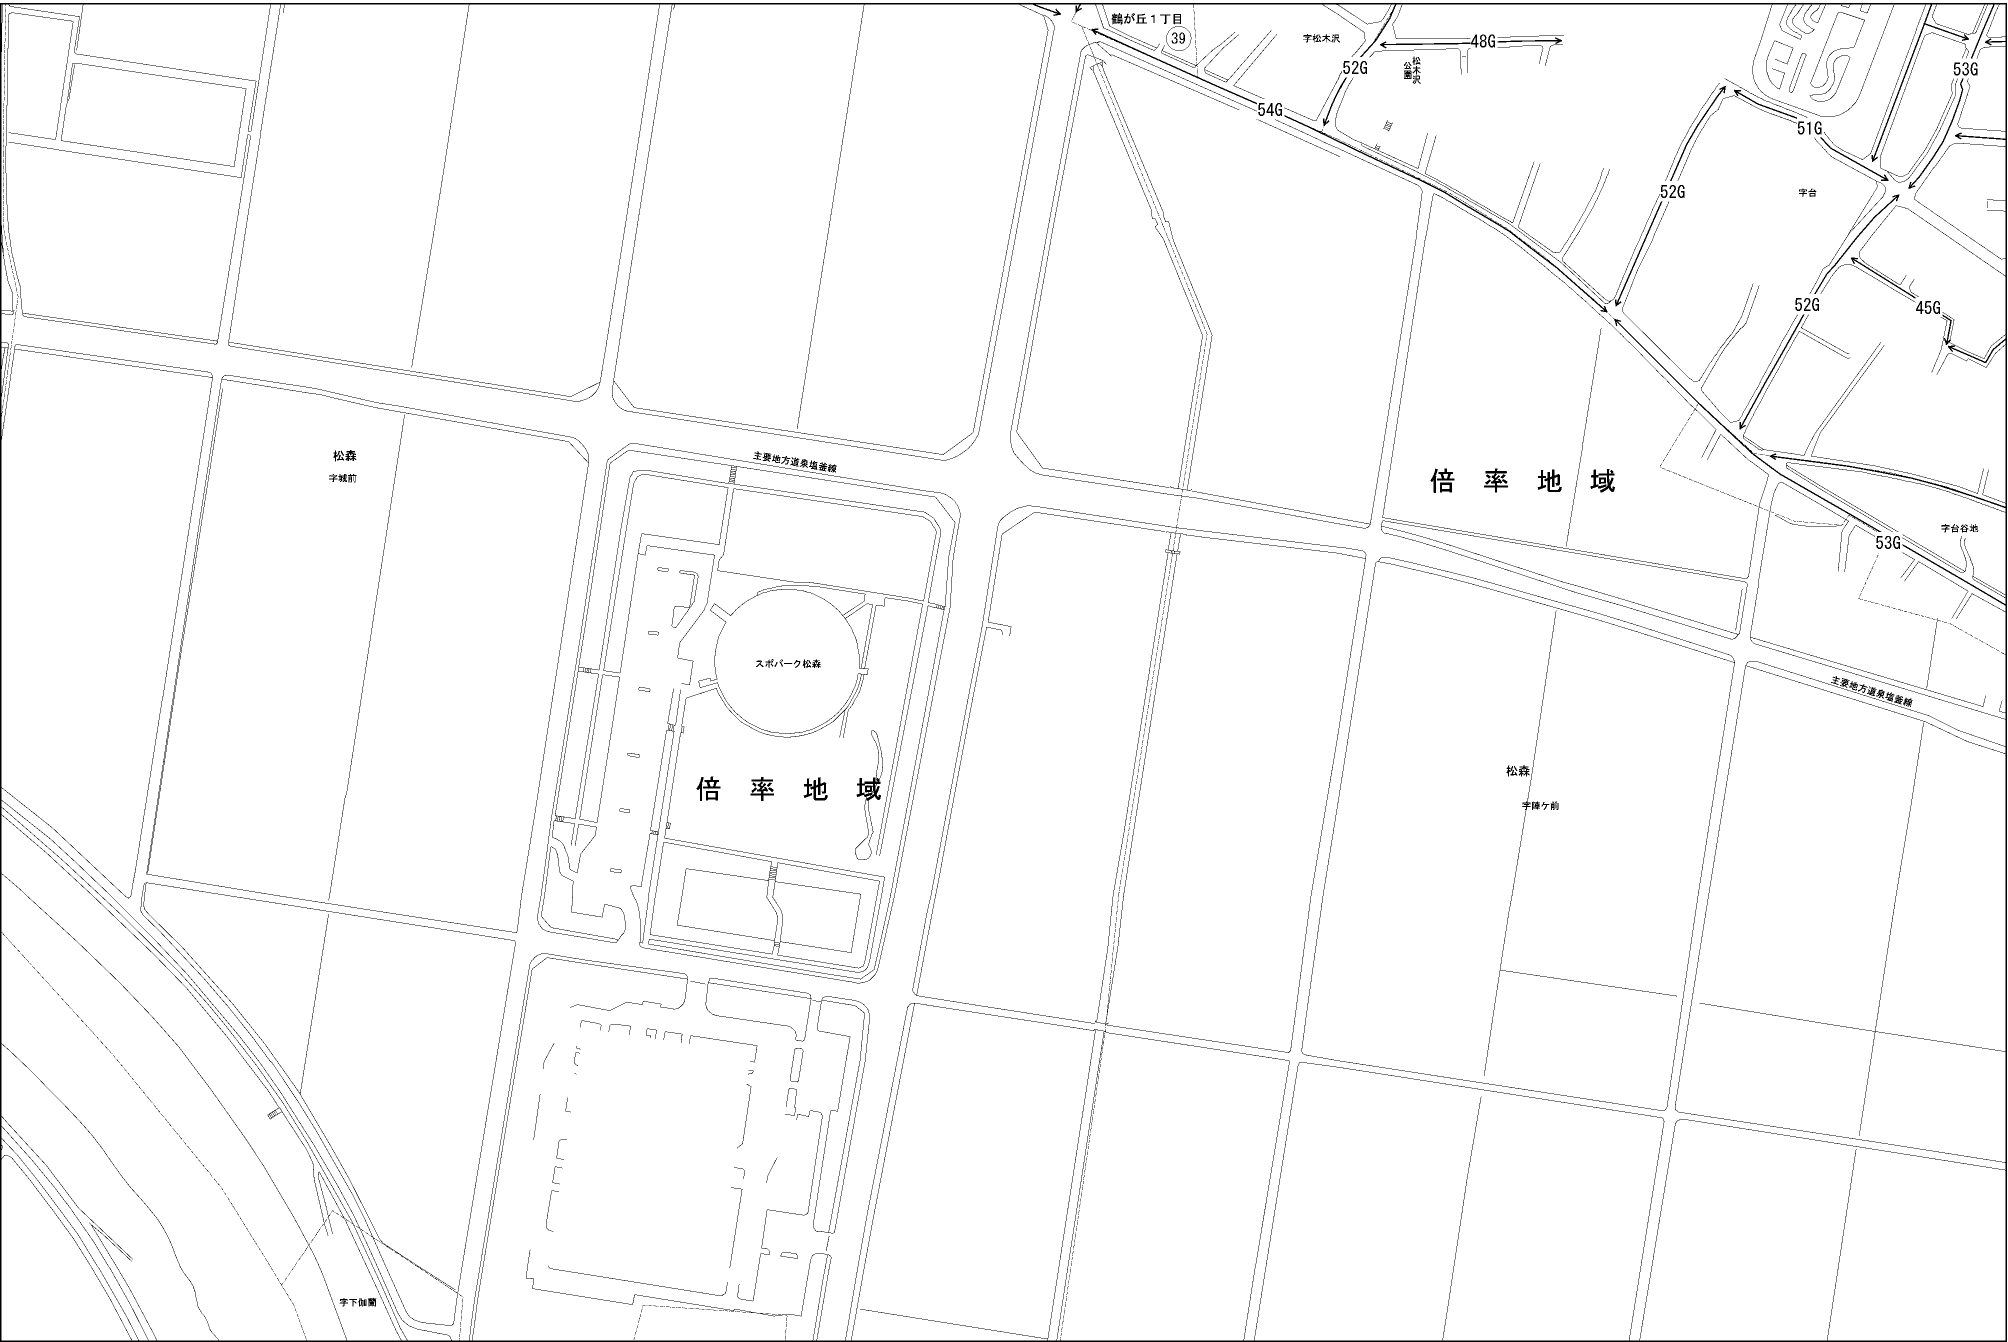 鶴が丘1丁目
39
字松木沢
48G
52G
松木沢
公園
53G
54G
51G
52G
字台
52G
45G
松森
字城前
主要地方道泉塩釜線
倍率地域
字台谷地
53G
スポパーク松森
主要地方道泉塩釜線
倍率地域
松森
字陣ケ前
字下伽藍